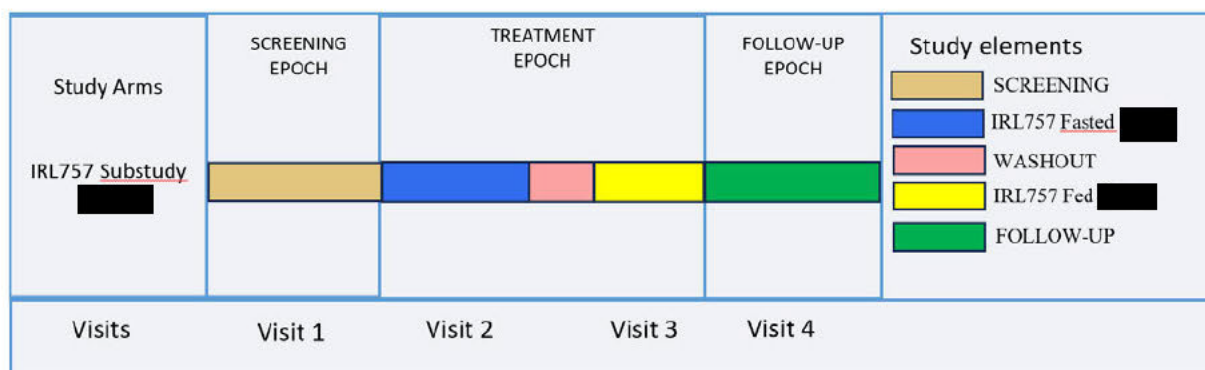 Study Arms
IRL757 Substudy
SCREENING
EPOCH
TREATMENT
EPOCH
FOLLOW-UP
EPOCH
Study elements
SCREENING
IRL757 Fasted
WASHOUT
IRL757 Fed
FOLLOW-UP
Visits
Visit 1
Visit 2
Visit 3
Visit 4